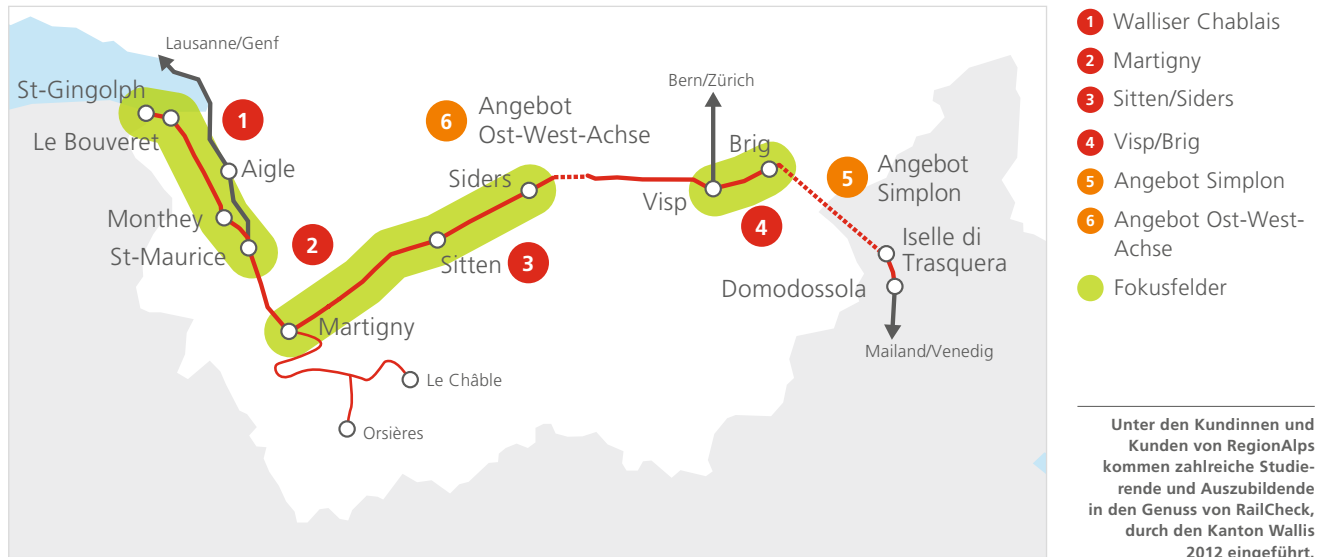 Lausanne/Genf
St-Gingolph
Le Bouveret
1
Aigle
Monthey
St-Maurice
2
Martigny
Le Châble
Orsières
6
Angebot
Ost-West-Achse
Siders
Sitten
3
Bern/Zürich
Brig
Visp
4
5
Angebot
Simplon
Iselle di
Trasquera
Domodossola
Mailand/Venedig
1 Walliser Chablais
2 Martigny
3 Sitten/Siders
4 Visp/Brig
5 Angebot Simplon
6 Angebot Ost-West-
Achse
Fokusfelder
Unter den Kundinnen und
Kunden von RegionAlps
kommen zahlreiche Studie-
rende und Auszubildende
in den Genuss von RailCheck,
durch den Kanton Wallis
2012 eingeführt.